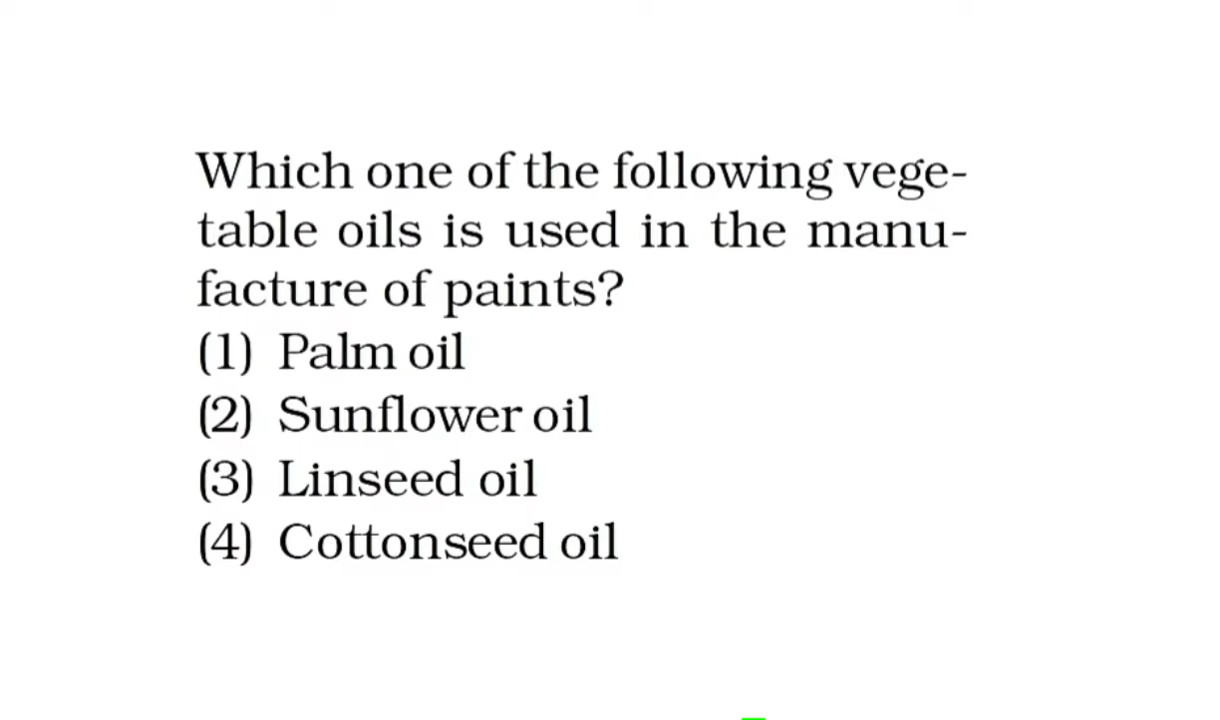 Which one of the following vege-
table oils is used in the manu-
facture of paints?
(1) Palm oil
(2) Sunflower oil
(3) Linseed oil
(4) Cottonseed oil